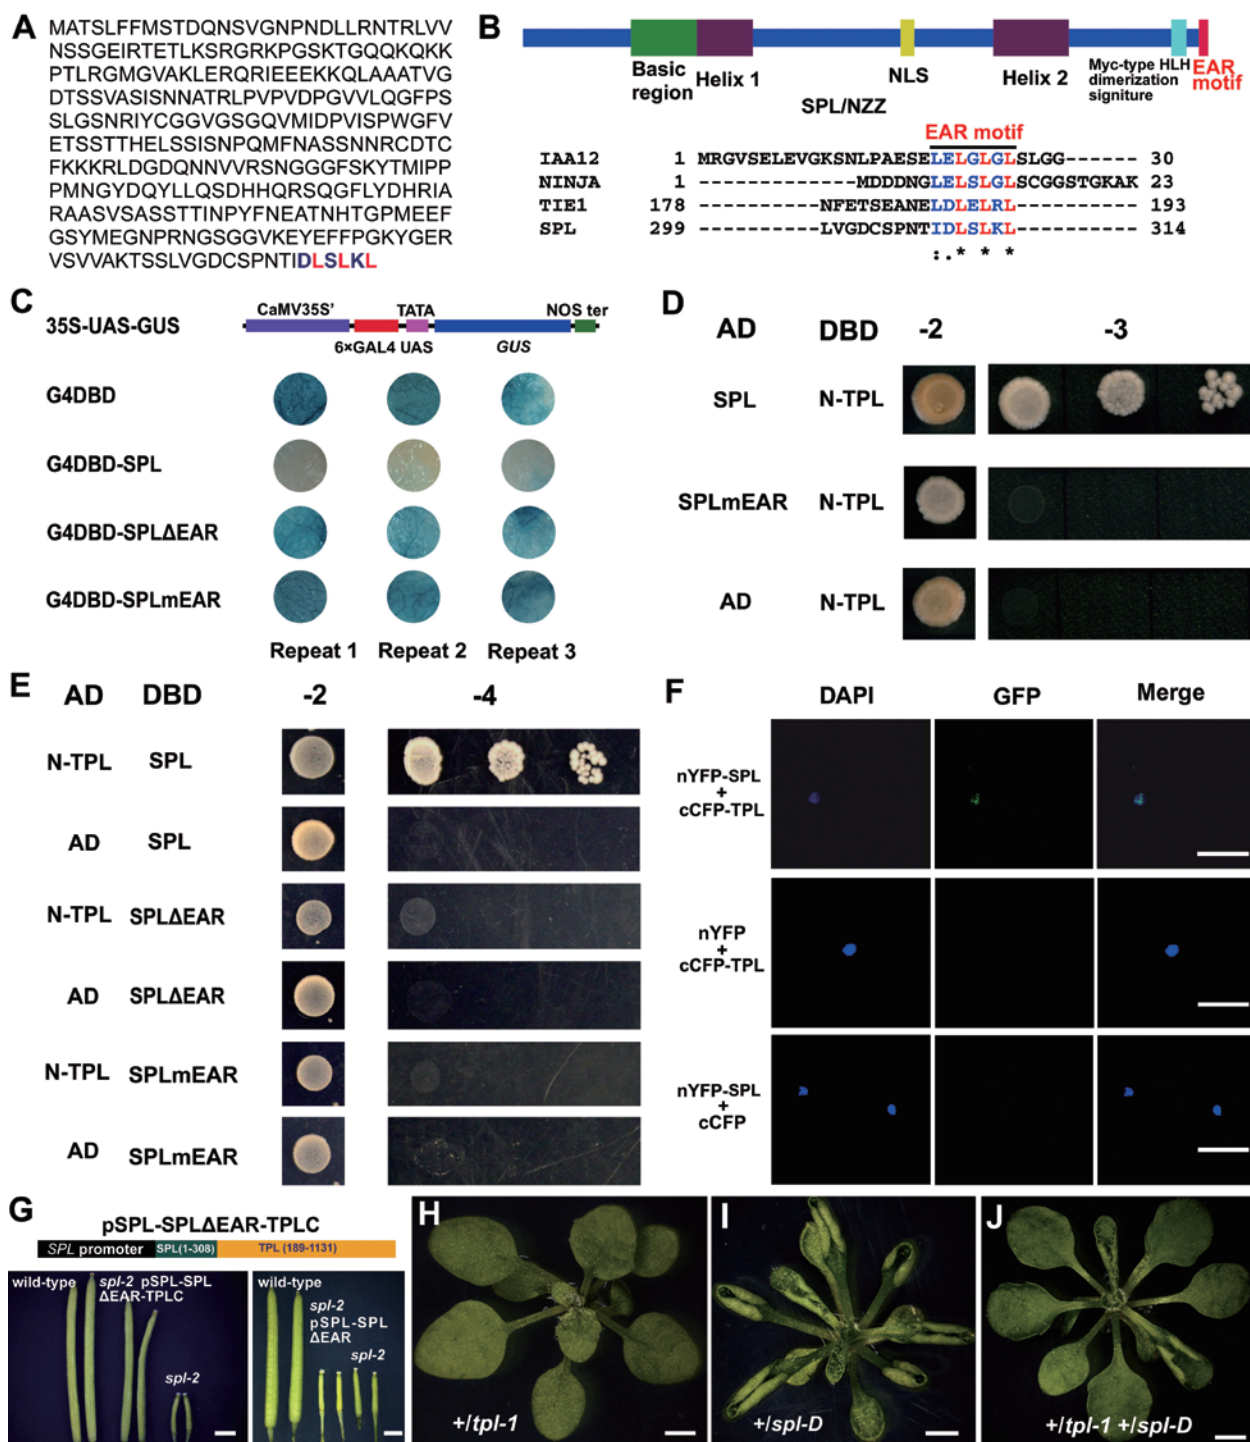 A
MATSLFFMSTDQNSVGNPNDLLRNTRLVV
NSSGEIRTETLKSRGRKPGSKTGQQKQKK
PTLRGMGVAKLERQRIEEEKKQLAAATVG
DTSSVASISNNATRLPVPVDPGVVLQGFPS
SLGSNRIYCGGVGSGQVMIDPVISPWGFV
ETSSTTHELSSISNPQMFNASSNNRCDTC
FKKKRLDGDQNNVVRSNGGGFSKYTMIPP
PMNGYDQYLLQSDHHQRSQGFLYDHRIA
RAASVSASSTTINPYFNEATNHTGPMEEF
GSYMEGNPRNGSGGVKEYEFFPGKYGER
VSVVAKTSSLVGDCSPNTIDLSLKL
B
Basic region
Helix 1
NLS
Helix 2
Myc-type HLH dimerization signiture
EAR motif
SPL/NZZ
EAR motif
IAA12 1 MRGVSELEVGKSNLPAESELELGLGLSLGG------ 30
NINJA 1 -------------MDDDNGLELSLGLSCGGSTGKAK 23
TIE1 178 ----------NFETSEANELDLELRL---------- 193
SPL 299 ----------LVGDCSPNTIDLSLKL---------- 314
:.* * *
C
35S-UAS-GUS
CaMV35S'
TATA
NOS ter
6×GAL4 UAS
GUS
G4DBD
G4DBD-SPL
G4DBD-SPLΔEAR
G4DBD-SPLmEAR
Repeat 1 Repeat 2 Repeat 3
D
AD DBD -2 -3
SPL N-TPL
SPLmEAR N-TPL
AD N-TPL
E
AD DBD -2 -4
N-TPL SPL
AD SPL
N-TPL SPLΔEAR
AD SPLΔEAR
N-TPL SPLmEAR
AD SPLmEAR
F
DAPI GFP Merge
nYFP-SPL
+
cCFP-TPL
nYFP
+
cCFP-TPL
nYFP-SPL
+
cCFP
G
pSPL-SPLΔEAR-TPLC
SPL promoter SPL(1-308) TPL (189-1131)
wild-type
spl-2 pSPL-SPL
ΔEAR-TPLC
spl-2
wild-type
spl-2
pSPL-SPL
ΔEAR
spl-2
H
+/tpl-1
I
+/spl-D
J
+/tpl-1 +/spl-D